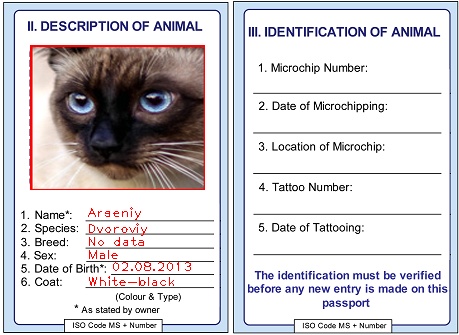 II. DESCRIPTION OF ANIMAL
1. Name*: Arseniy
2. Species: Dvoroviy
3. Breed: No data
4. Sex: Male
5. Date of Birth*: 02.08.2013
6. Coat: White-black
(Colour & Type)
* As stated by owner
ISO Code MS + Number
III. IDENTIFICATION OF ANIMAL
1. Microchip Number:
2. Date of Microchipping:
3. Location of Microchip:
4. Tattoo Number:
5. Date of Tattooing:
The identification must be verified
before any new entry is made on this
passport
ISO Code MS + Number